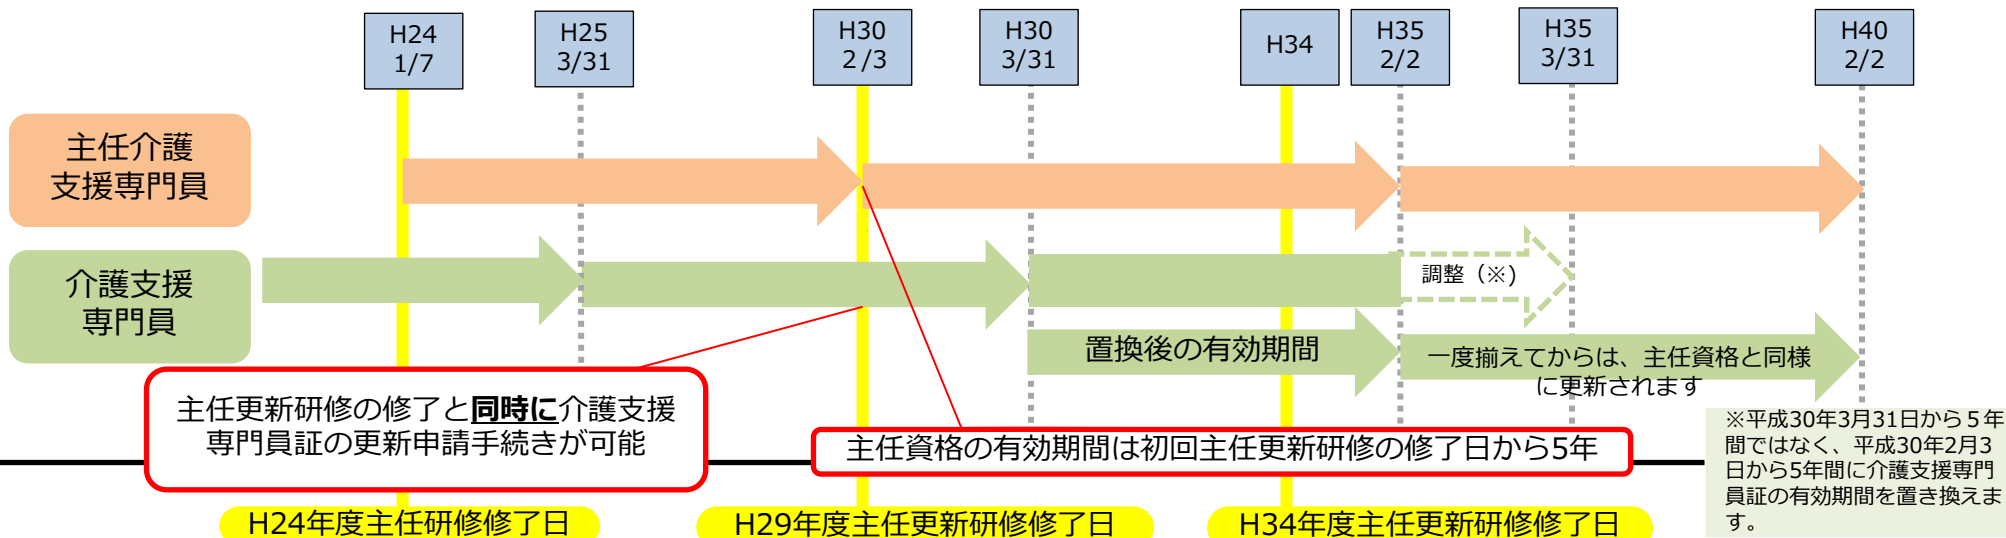 H24
1/7
H25
3/31
H30
2/3
H30
3/31
H34
H35
2/2
H35
3/31
H40
2/2
主任介護
支援専門員
介護支援
専門員
調整（※)
置換後の有効期間
一度揃えてからは、主任資格と同様
に更新されます
主任更新研修の修了と同時に介護支援
専門員証の更新申請手続きが可能
主任資格の有効期間は初回主任更新研修の修了日から5年
※平成30年3月31日から５年
間ではなく、平成30年2月3
日から5年間に介護支援専門
員証の有効期間を置き換えま
す。
H24年度主任研修修了日
H29年度主任更新研修修了日
H34年度主任更新研修修了日